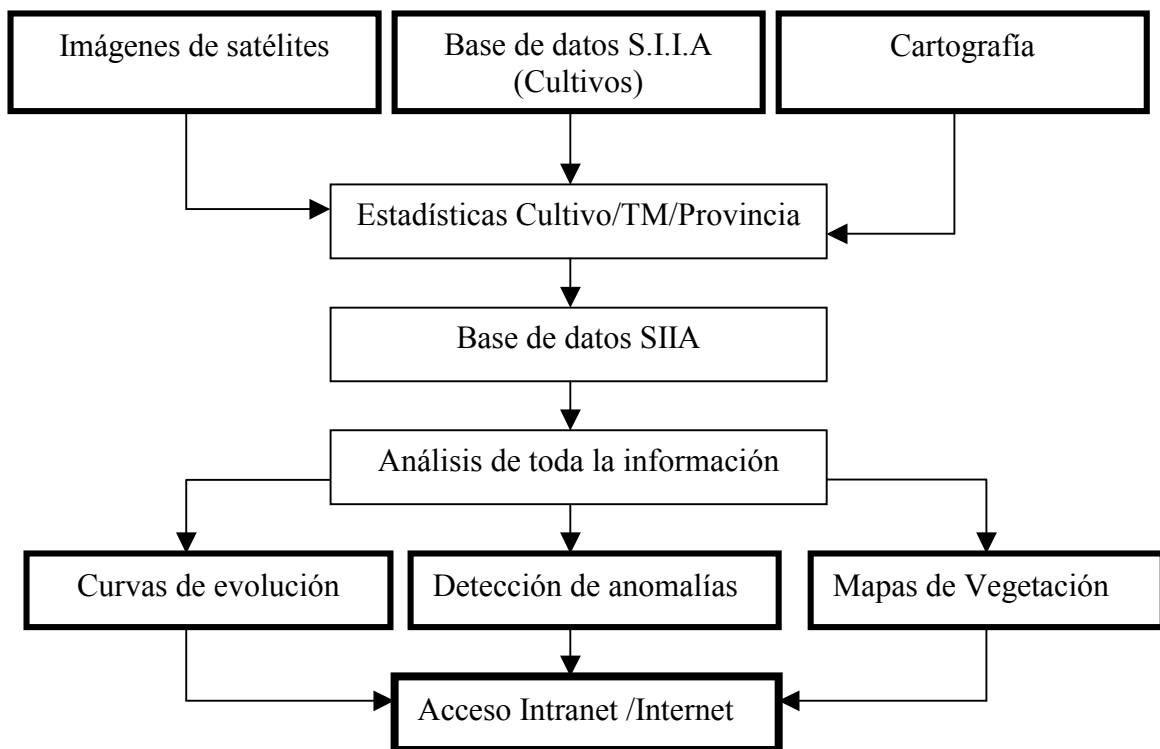 Imágenes de satélites
Base de datos S.I.I.A
(Cultivos)
Cartografía
Estadísticas Cultivo/TM/Provincia
Base de datos SIIA
Análisis de toda la información
Curvas de evolución
Detección de anomalías
Mapas de Vegetación
Acceso Intranet /Internet